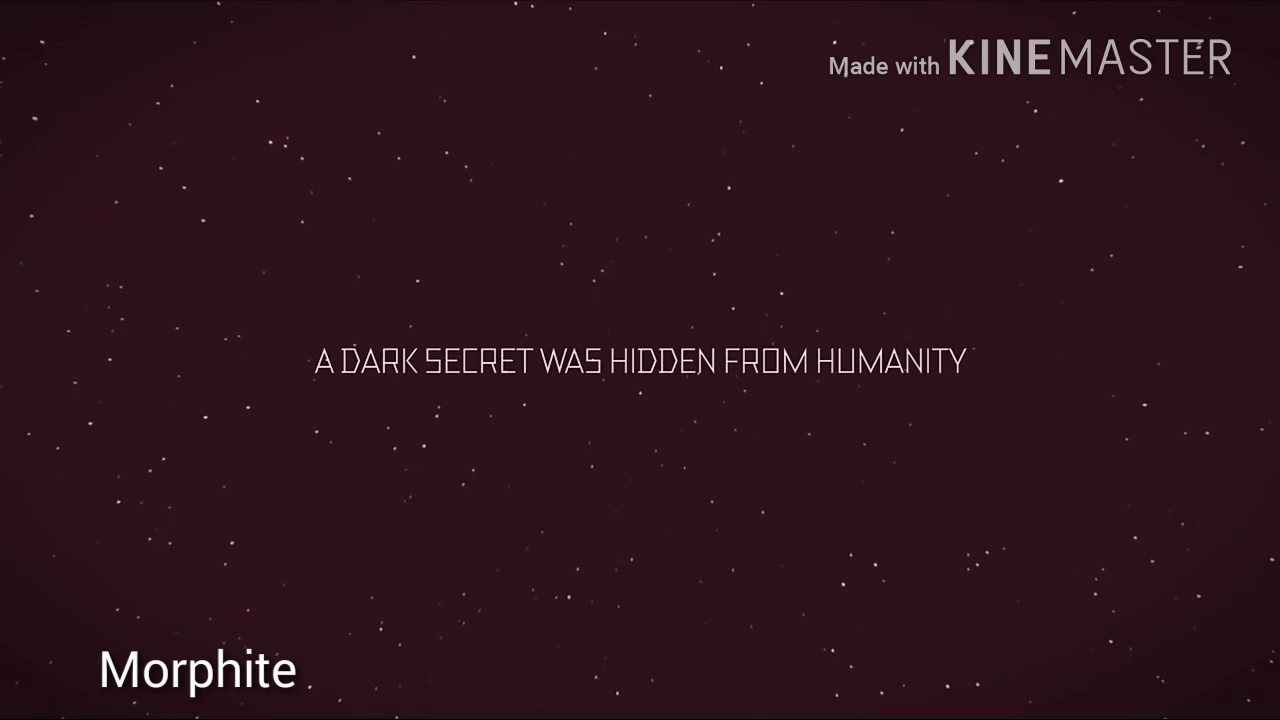 Made with KINEMASTER
A DARK SECRET WAS HIDDEN FROM HUMANITY
Morphite